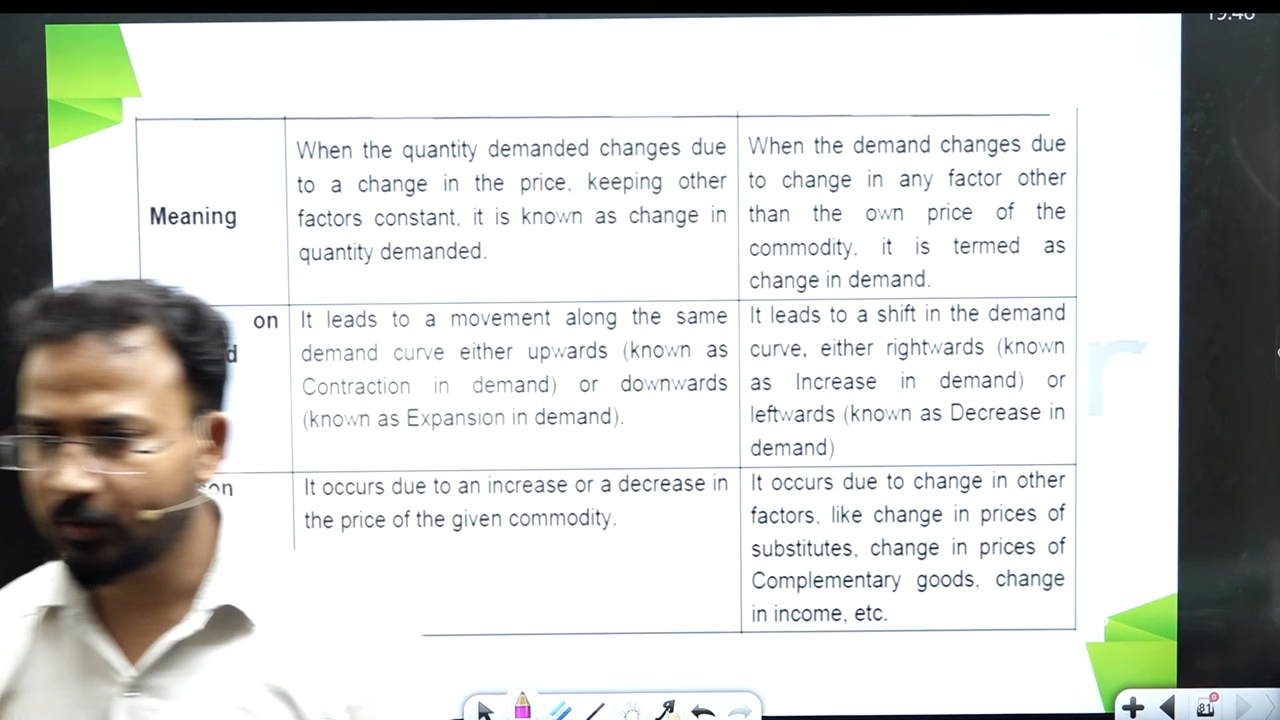 When the quantity demanded changes due
to a change in the price, keeping other
factors constant, it is known as change in
quantity demanded.
When the demand changes due
to change in any factor other
than the own price of the
commodity, it is termed as
change in demand.
Meaning
on
It leads to a movement along the same
demand curve either upwards (known as
Contraction in demand) or downwards
(known as Expansion in demand).
It leads to a shift in the demand
curve, either rightwards (known
as Increase in demand) or
leftwards (known as Decrease in
demand)
It occurs due to an increase or a decrease in
the price of the given commodity.
It occurs due to change in other
factors, like change in prices of
substitutes, change in prices of
Complementary goods, change
in income, etc.
81